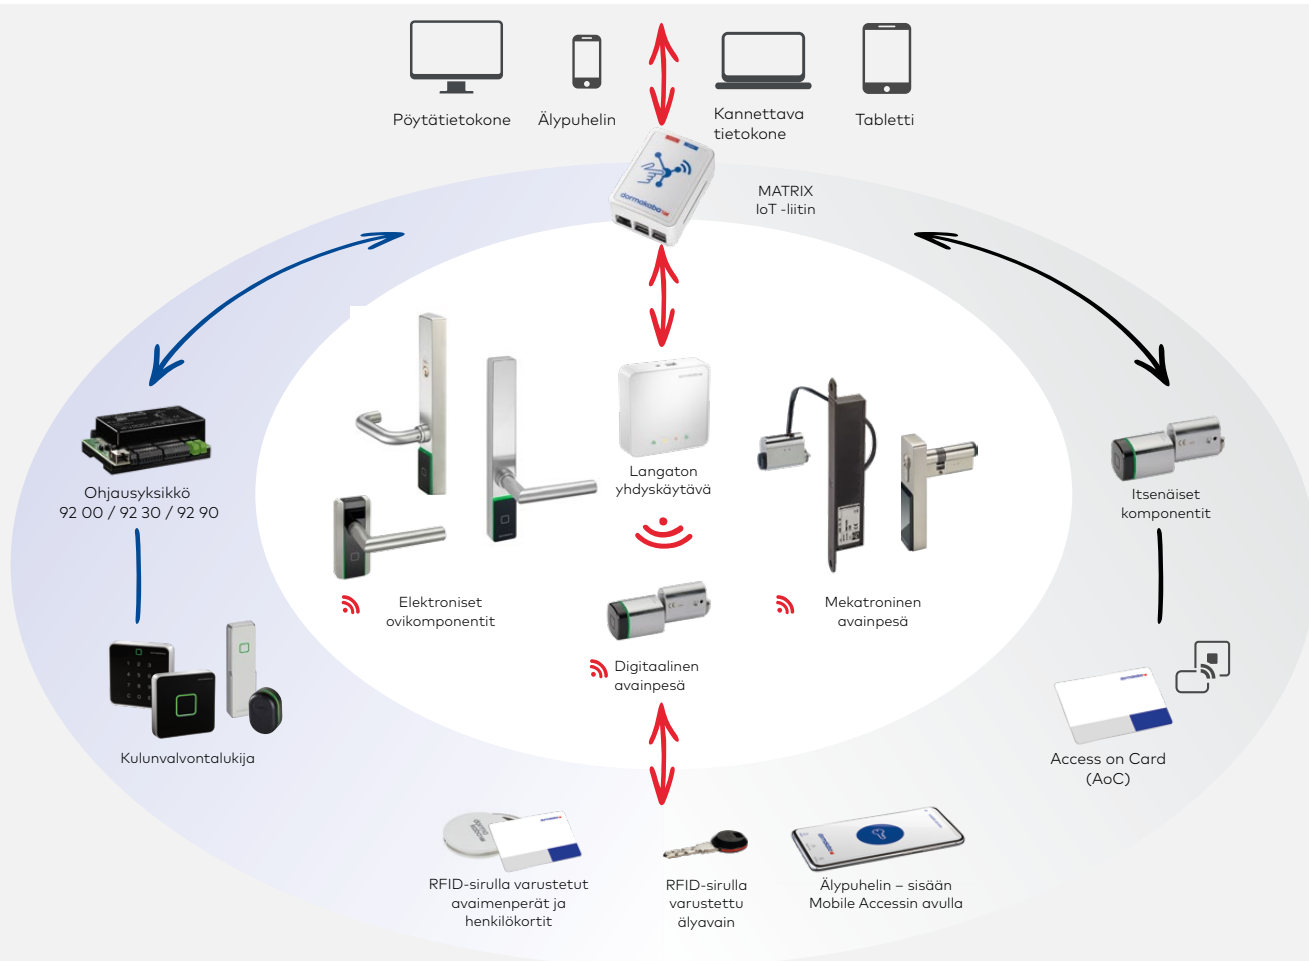 Pöytätietokone
Älypuhelin
Kannettava
tietokone
Tabletti
dormakaba
MATRIX
IoT -liitin
Langaton
yhdyskäytävä
Ohjausyksikkö
92 00 / 92 30 / 92 90
Itsenäiset
komponentit
Elektroniset
ovikomponentit
Mekatroninen
avainpesä
Digitaalinen
avainpesä
Kulunvalvontalukija
Access on Card
(AoC)
RFID-sirulla varustetut
avaimenperät ja
henkilökortit
RFID-sirulla
varustettu
älyavain
Älypuhelin – sisään
Mobile Accessin avulla